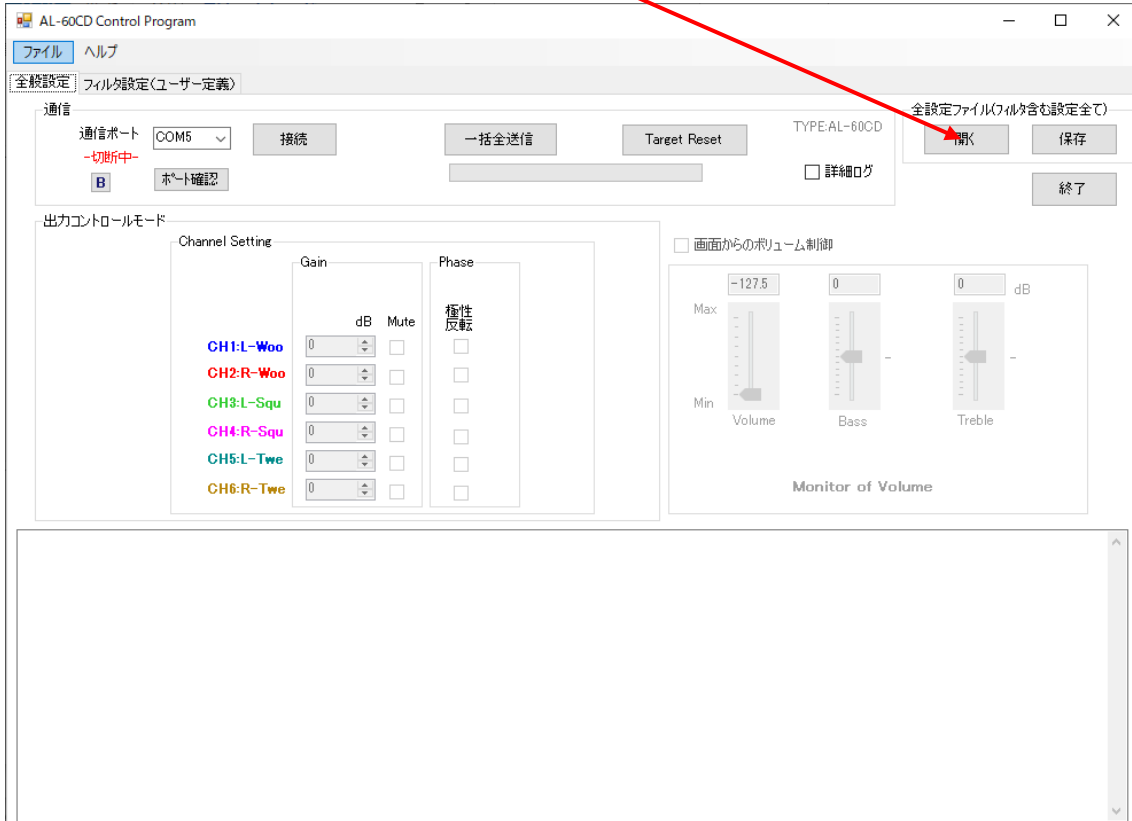 AL-60CD Control Program
ファイル ヘルプ
全般設定 フィルタ設定(ユーザー定義)
通信
全設定ファイル(フィルタ含む設定全て)
通信ポート COM5 接続 一括全送信 Target Reset TYPE:AL-60CD 開く 保存
-切断中-
B ポート確認 詳細ログ 終了
出力コントロールモード
Channel Setting
画面からのボリューム制御
Gain Phase
-127.5 0 0 dB
Max
dB Mute 極性
反転
CH1:L-Woo 0
CH2:R-Woo 0
CH3:L-Squ 0
CH4:R-Squ 0
CH5:L-Twe 0
CH6:R-Twe 0
- -
Min
Volume Bass Treble
Monitor of Volume